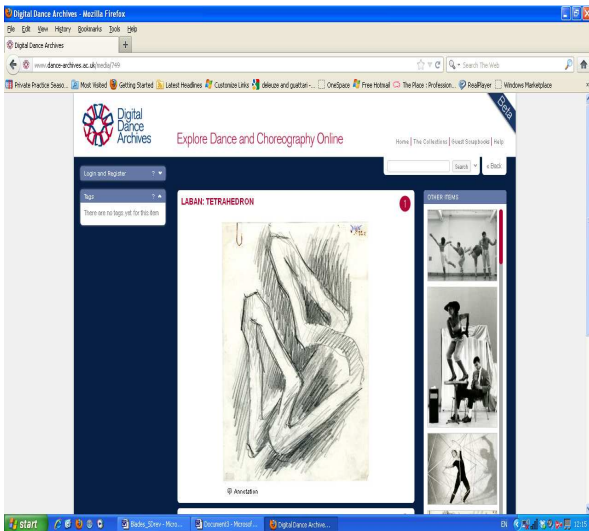 Digital Dance Archives - Mozilla Firefox
File Edit View History Bookmarks Tools Help
Digital Dance Archives +
www.dance-archives.ac.uk/media/749
Search The Web
Private Practice Seaso... Most Visited Getting Started Latest Headlines Customize Links deleuze and guattari -... OneSpace Free Hotmail The Place : Profession... RealPlayer Windows Marketplace
Beta
Digital
Dance
Archives
Explore Dance and Choreography Online
Home | The Collections | Guest Scrapbooks | Help
Search « Back
Login and Register ?
Tags ?
There are no tags yet for this item
LABAN: TETRAHEDRON
1
OTHER ITEMS
Annotation
start
Blades_SDrev - Micro...
Document3 - Microsof...
Digital Dance Archive...
EN
12:15